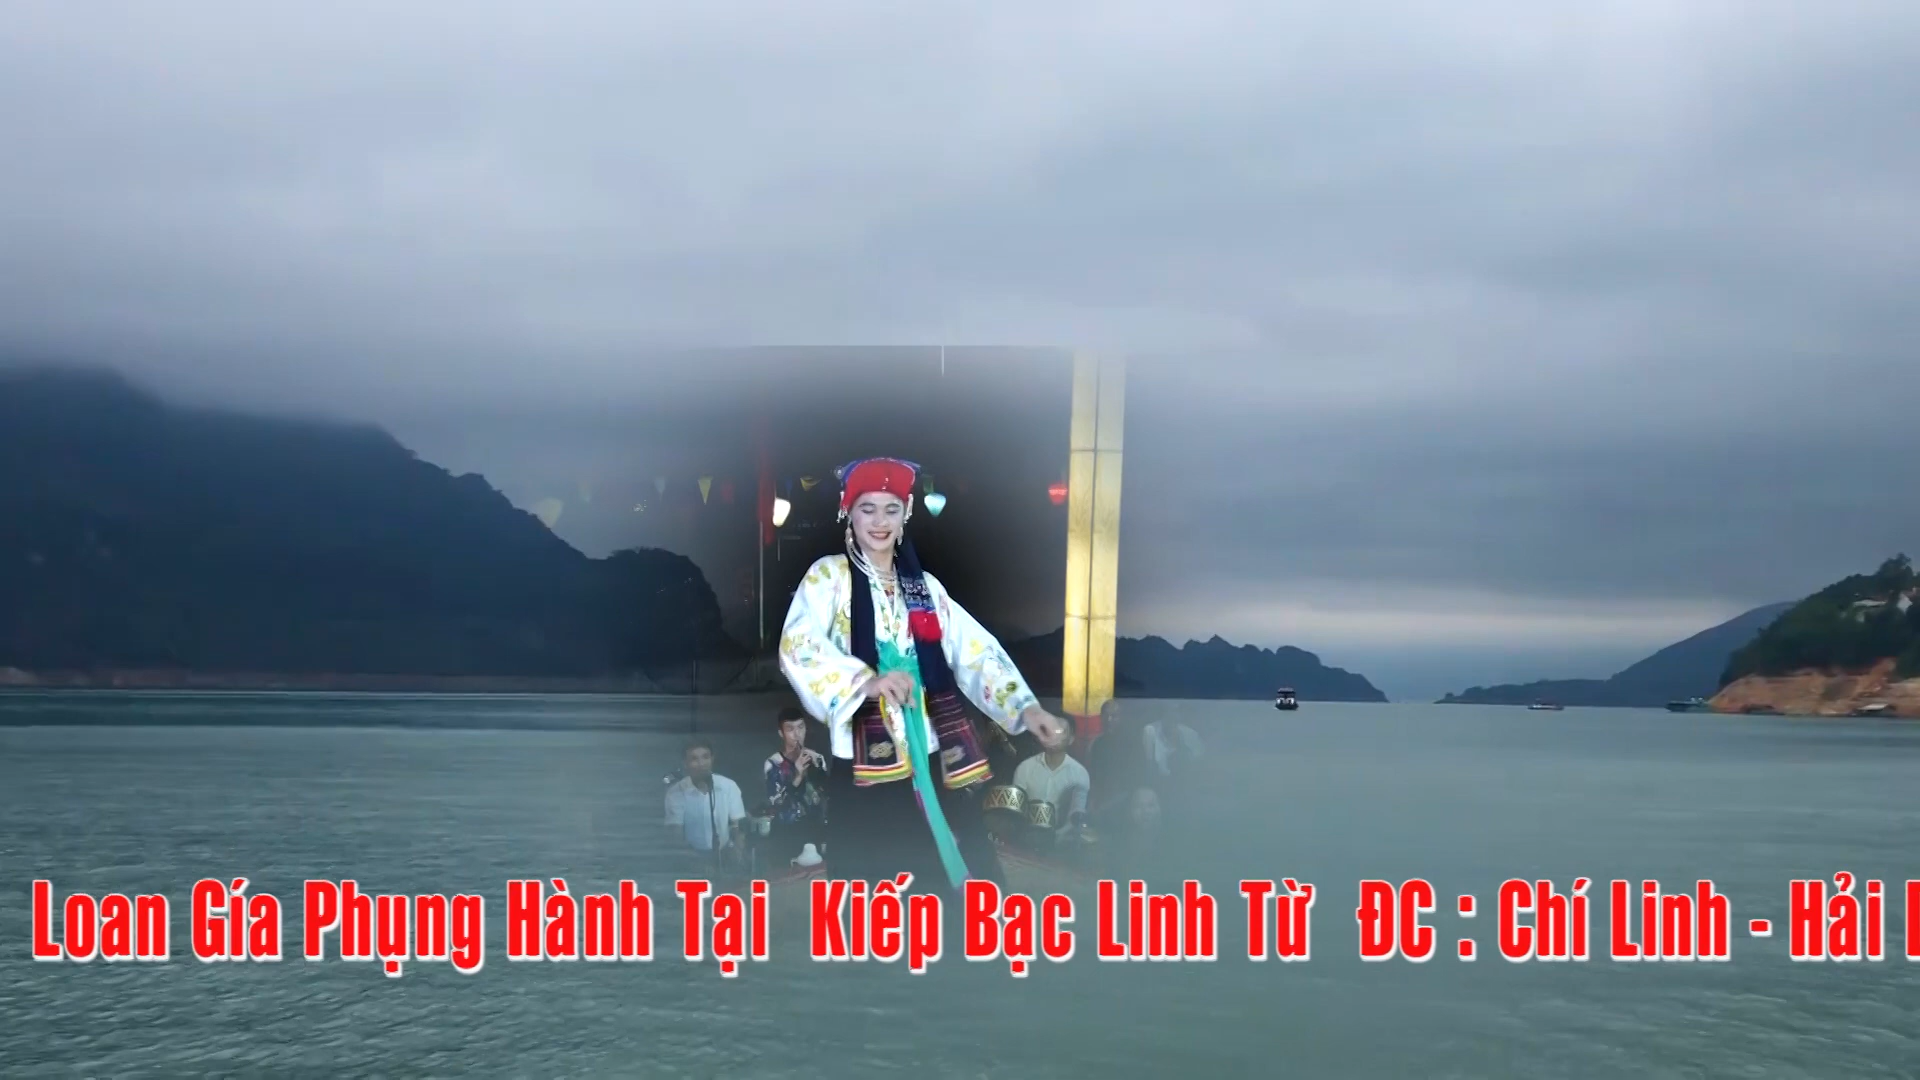 Loan Gía Phụng Hành Tại Kiếp Bạc Linh Từ ĐC : Chí Linh - Hải